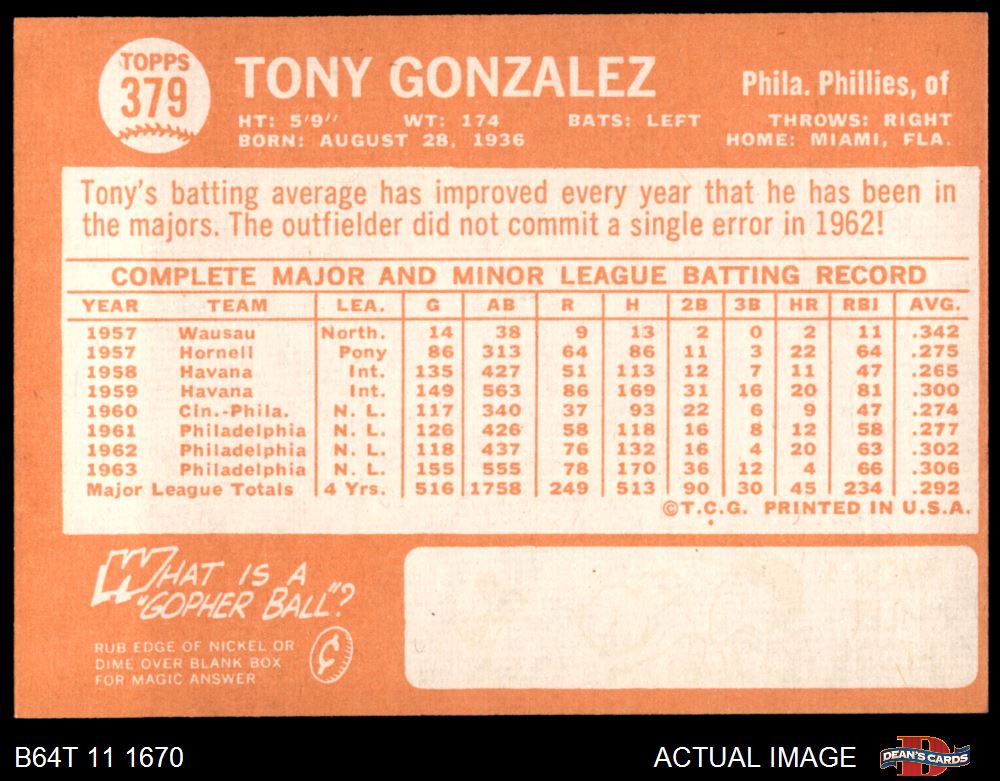 TOPPS
379
TONY GONZALEZ
Phila. Phillies, of
HT: 5'9" WT: 174 BATS: LEFT THROWS: RIGHT
BORN: AUGUST 28, 1936 HOME: MIAMI, FLA.
Tony's batting average has improved every year that he has been in
the majors. The outfielder did not commit a single error in 1962!
COMPLETE MAJOR AND MINOR LEAGUE BATTING RECORD
YEAR TEAM LEA. G AB R H 2B 3B HR RBI AVG.
1957 Wausau North. 14 38 9 13 2 0 2 11 .342
1957 Hornell Pony 86 313 64 86 11 3 22 64 .275
1958 Havana Int. 135 427 51 113 12 7 11 47 .265
1959 Havana Int. 149 563 86 169 31 16 20 81 .300
1960 Cin.-Phila. N. L. 117 340 37 93 22 6 9 47 .274
1961 Philadelphia N. L. 126 426 58 118 16 8 12 58 .277
1962 Philadelphia N. L. 118 437 76 132 16 4 20 63 .302
1963 Philadelphia N. L. 155 555 78 170 36 12 4 66 .306
Major League Totals 4 Yrs. 516 1758 249 513 90 30 45 234 .292
©T.C.G. PRINTED IN U.S.A.
WHAT IS A
"GOPHER BALL"?
RUB EDGE OF NICKEL OR
DIME OVER BLANK BOX
FOR MAGIC ANSWER
¢
B64T 11 1670
ACTUAL IMAGE
DEAN'S CARDS